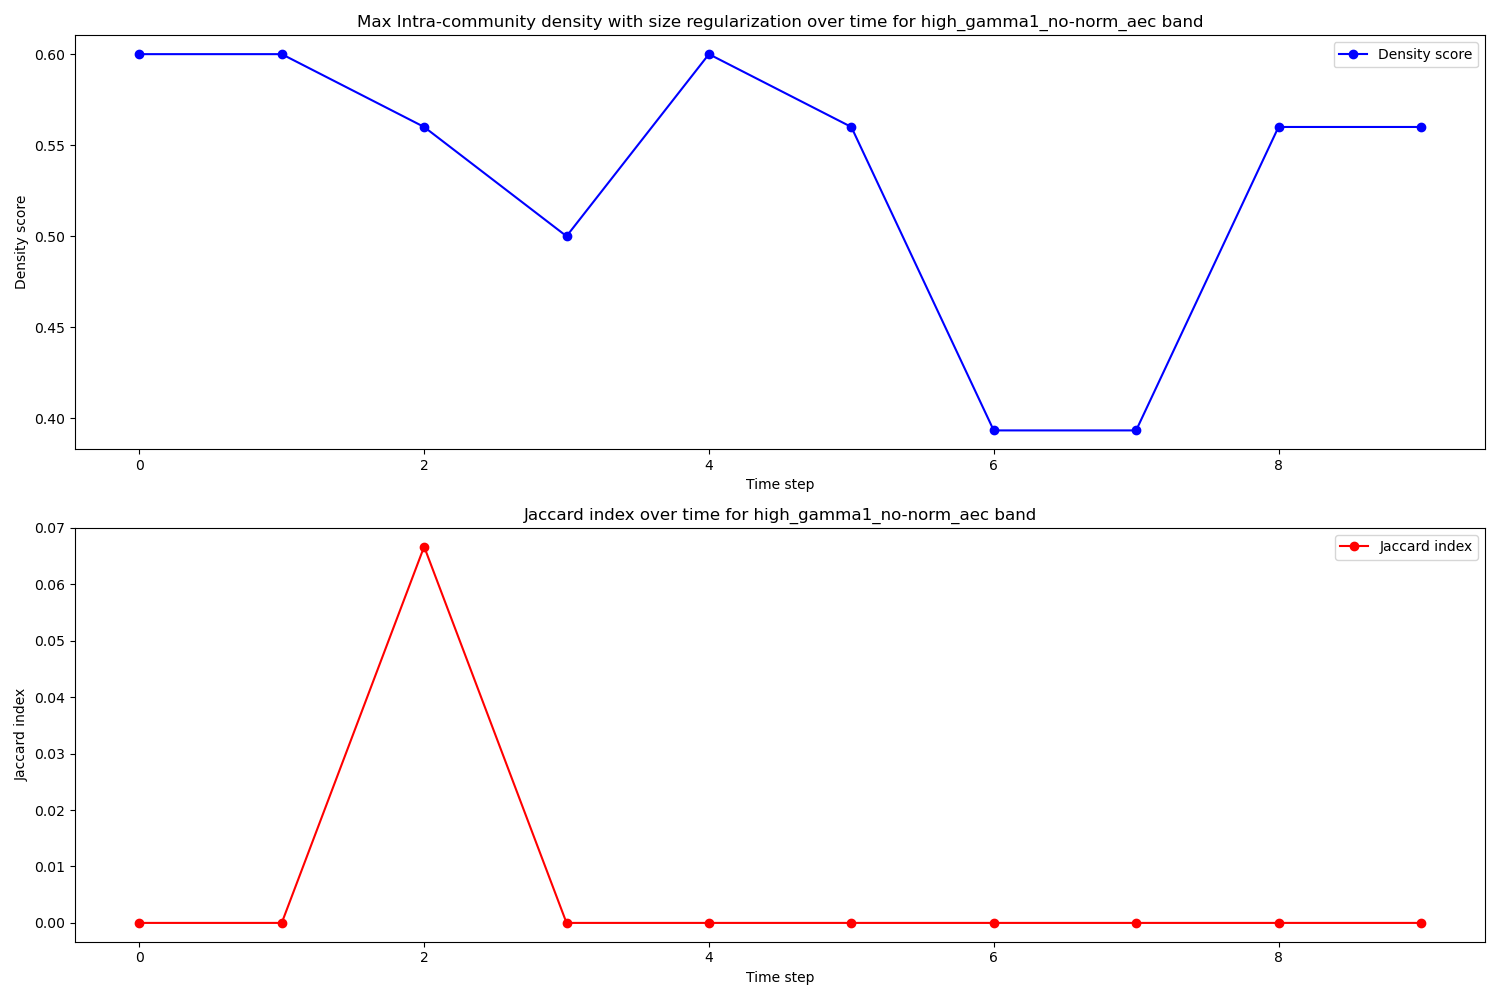 Max Intra-community density with size regularization over time for high_gamma1_no-norm_aec band
Density score
0.60
0.55
0.50
0.45
0.40
Density score
0
2
4
6
8
Time step
Jaccard index over time for high_gamma1_no-norm_aec band
Jaccard index
0.07
0.06
0.05
0.04
0.03
0.02
0.01
0.00
Jaccard index
0
2
4
6
8
Time step